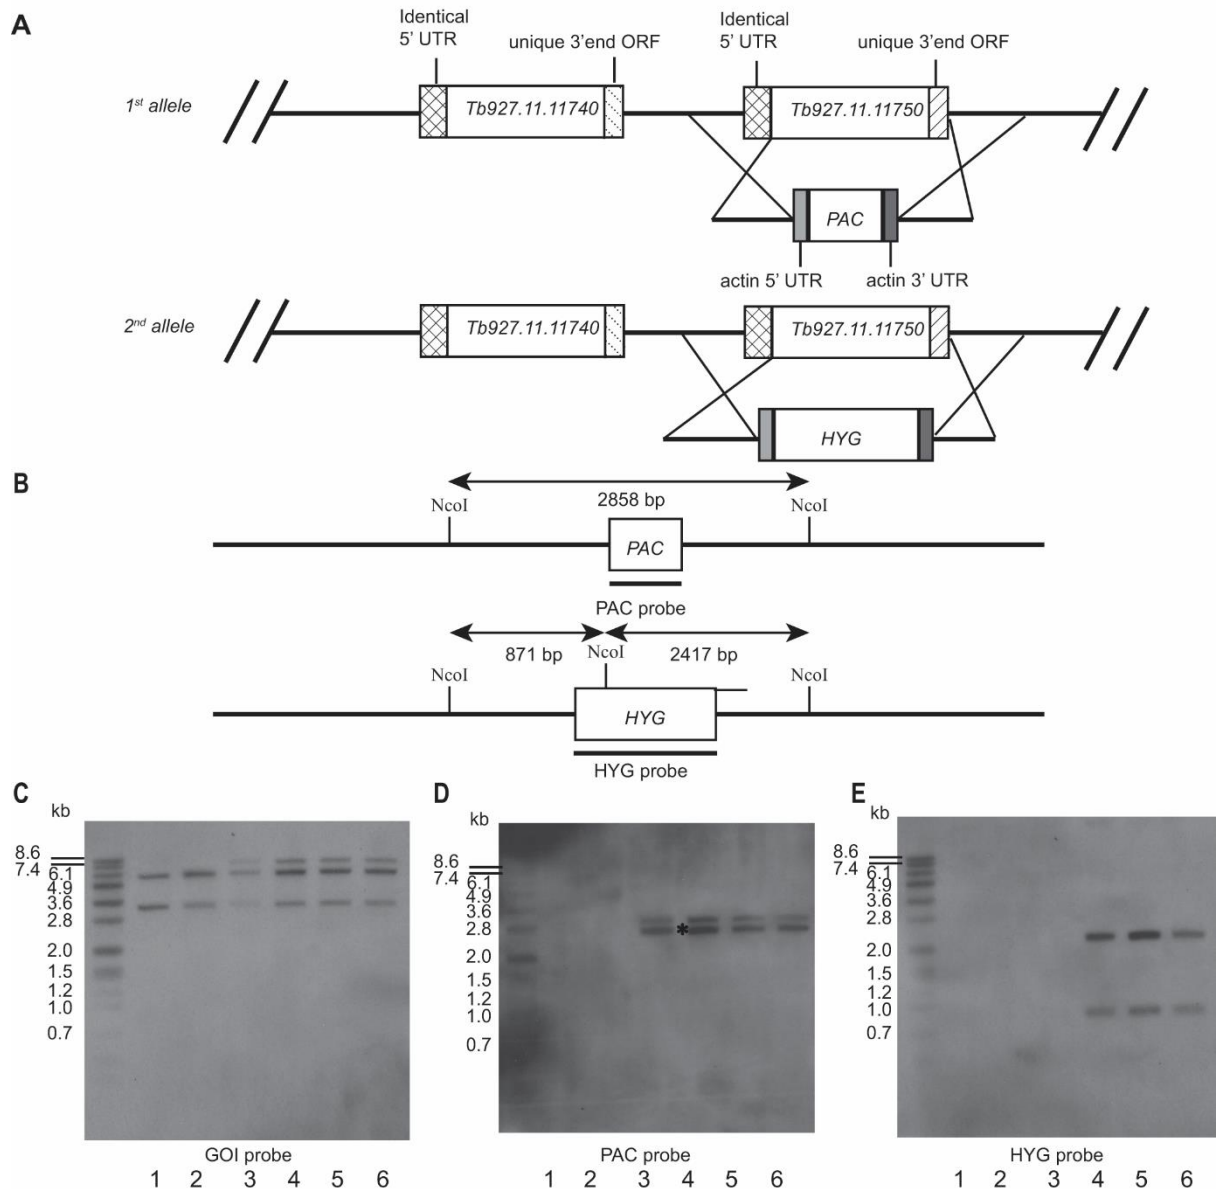 A
Identical
5' UTR
unique 3'end ORF
Identical
5' UTR
unique 3'end ORF
1st allele
Tb927.11.11740
Tb927.11.11750
PAC
actin 5' UTR
actin 3' UTR
2nd allele
Tb927.11.11740
Tb927.11.11750
HYG
B
2858 bp
NcoI
NcoI
PAC
PAC probe
871 bp
NcoI
2417 bp
NcoI
NcoI
HYG
HYG probe
C
kb
8.6
7.4
6.1
4.9
3.6
2.8
2.0
1.5
1.2
1.0
0.7
GOI probe
1 2 3 4 5 6
D
kb
8.6
7.4
6.1
4.9
3.6
2.8
2.0
1.5
1.2
1.0
0.7
*
PAC probe
1 2 3 4 5 6
E
kb
8.6
7.4
6.1
4.9
3.6
2.8
2.0
1.5
1.2
1.0
0.7
HYG probe
1 2 3 4 5 6